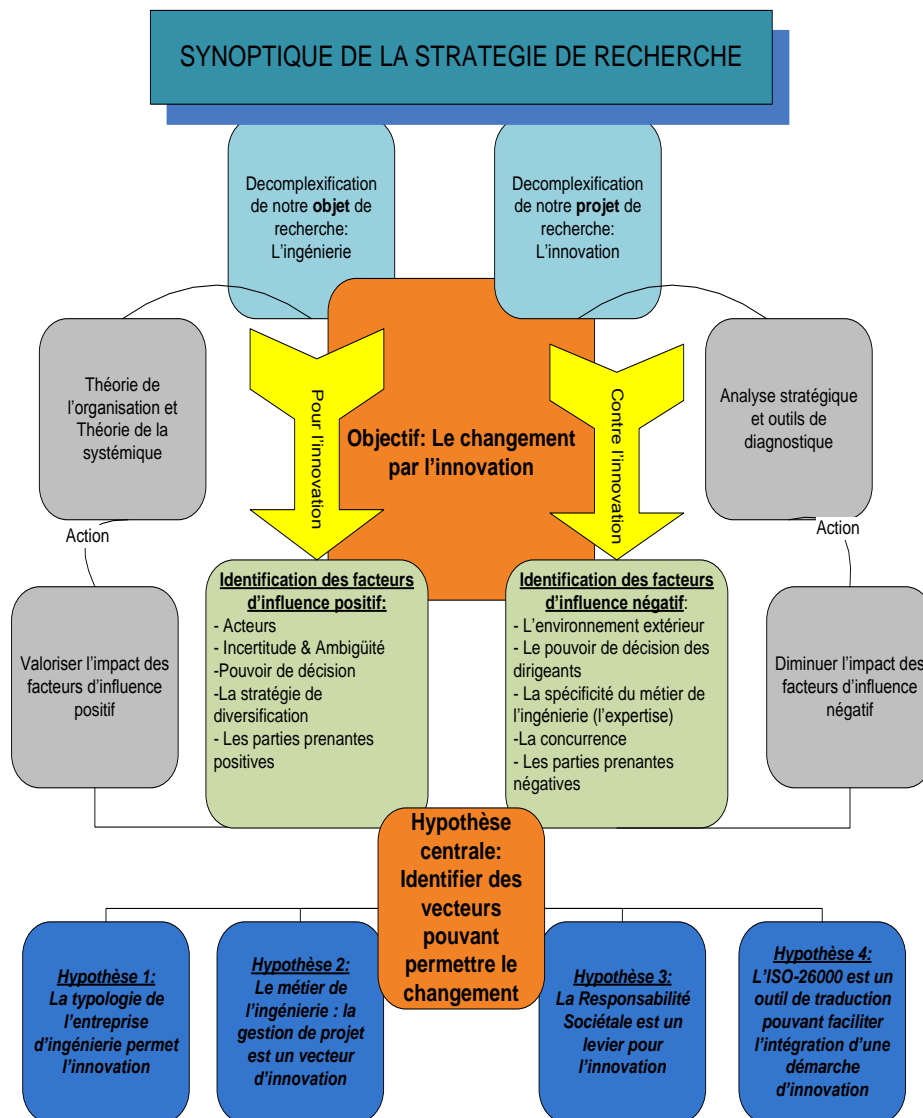 SYNOPTIQUE DE LA STRATEGIE DE RECHERCHE
Decomplexification
de notre objet de
recherche:
L'ingénierie
Decomplexification
de notre projet de
recherche:
L'innovation
Théorie de
l'organisation et
Théorie de la
systémique
Pour l'innovation
Objectif: Le changement
par l'innovation
Contre l'innovation
Analyse stratégique
et outils de
diagnostique
Action
Action
Valoriser l'impact des
facteurs d'influence
positif
Identification des facteurs
d'influence positif:
- Acteurs
- Incertitude & Ambigüité
-Pouvoir de décision
-La stratégie de
diversification
- Les parties prenantes
positives
Identification des facteurs
d'influence négatif:
- L'environnement extérieur
- Le pouvoir de décision des
dirigeants
- La spécificité du métier de
l'ingénierie (l'expertise)
-La concurrence
- Les parties prenantes
négatives
Diminuer l'impact des
facteurs d'influence
négatif
Hypothèse
centrale:
Identifier des
vecteurs
pouvant
permettre le
changement
Hypothèse 1:
La typologie de
l'entreprise
d'ingénierie permet
l'innovation
Hypothèse 2:
Le métier de
l'ingénierie : la
gestion de projet
est un vecteur
d'innovation
Hypothèse 3:
La Responsabilité
Sociétale est un
levier pour
l'innovation
Hypothèse 4:
L'ISO-26000 est un
outil de traduction
pouvant faciliter
l'intégration d'une
démarche
d'innovation